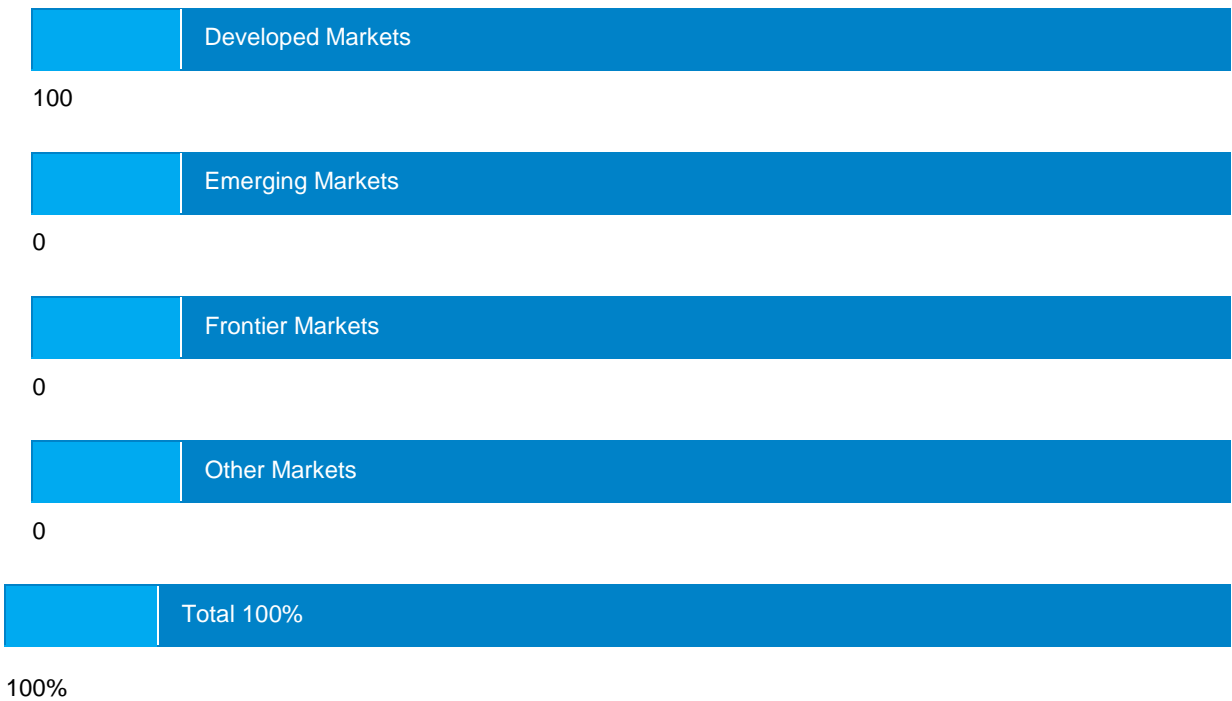 Developed Markets
100
Emerging Markets
0
Frontier Markets
0
Other Markets
0
Total 100%
100%